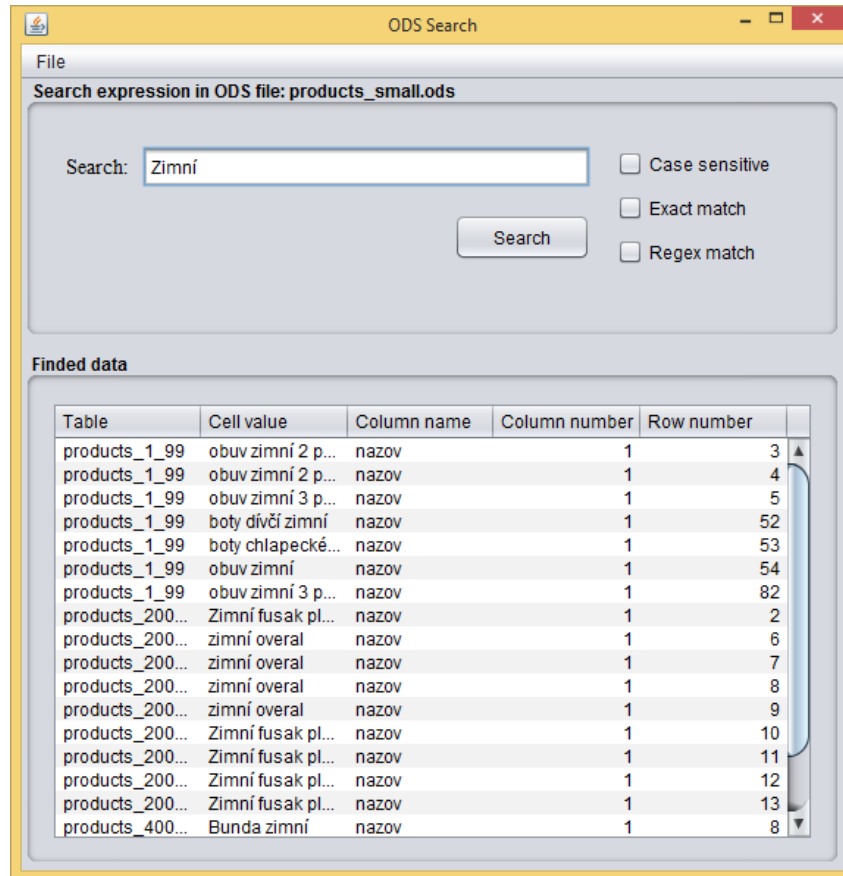 ODS Search
File
Search expression in ODS file: products_small.ods
Search: Zimní Case sensitive
Exact match
Search
Regex match
Finded data
Table Cell value Column name Column number Row number
products_1_99 obuv zimní 2 p... nazov 1 3
products_1_99 obuv zimní 2 p... nazov 1 4
products_1_99 obuv zimní 3 p... nazov 1 5
products_1_99 boty dívčí zimní nazov 1 52
products_1_99 boty chlapecké... nazov 1 53
products_1_99 obuv zimní nazov 1 54
products_1_99 obuv zimní 3 p... nazov 1 82
products_200... Zimní fusak pl... nazov 1 2
products_200... zimní overal nazov 1 6
products_200... zimní overal nazov 1 7
products_200... zimní overal nazov 1 8
products_200... zimní overal nazov 1 9
products_200... Zimní fusak pl... nazov 1 10
products_200... Zimní fusak pl... nazov 1 11
products_200... Zimní fusak pl... nazov 1 12
products_200... Zimní fusak pl... nazov 1 13
products_400... Bunda zimní nazov 1 8